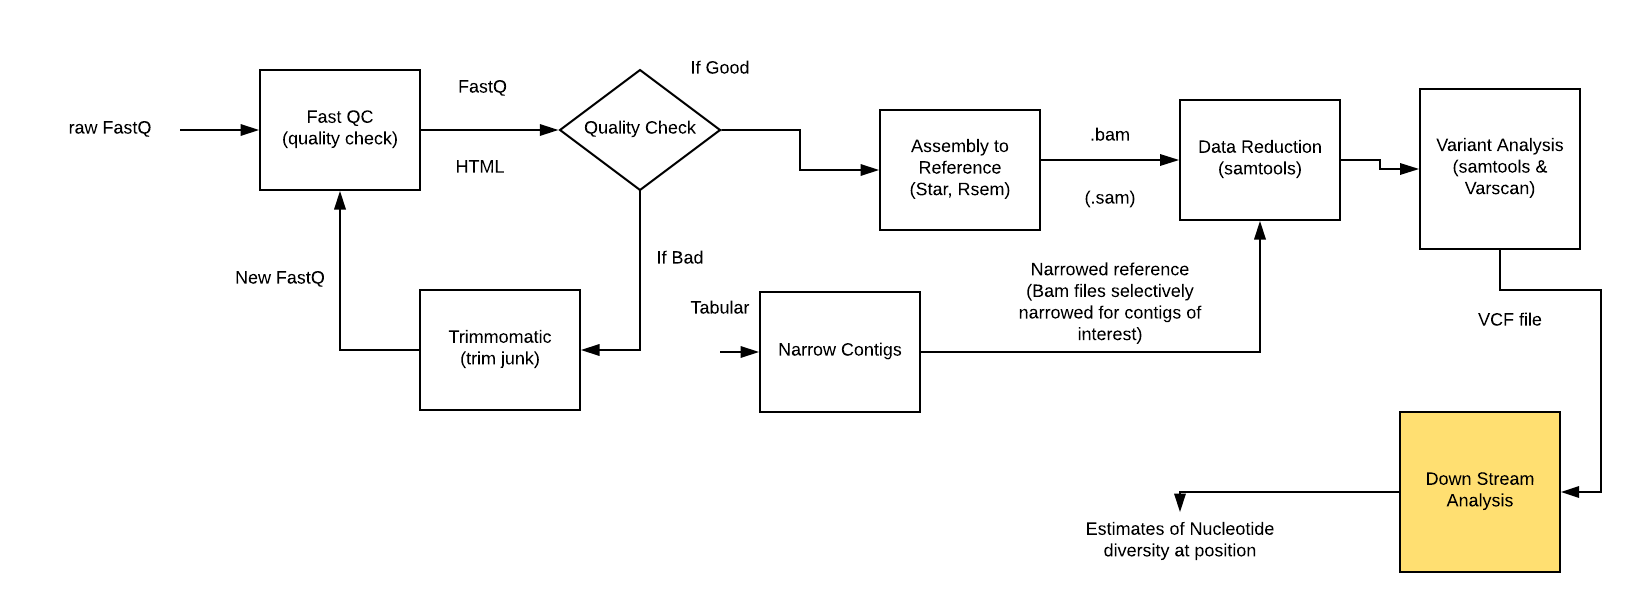 raw FastQ
Fast QC
(quality check)
FastQ
HTML
Quality Check
If Good
If Bad
New FastQ
Trimmomatic
(trim junk)
Assembly to
Reference
(Star, Rsem)
.bam
(.sam)
Data Reduction
(samtools)
Variant Analysis
(samtools &
Varscan)
Tabular
Narrow Contigs
Narrowed reference
(Bam files selectively
narrowed for contigs of
interest)
VCF file
Down Stream
Analysis
Estimates of Nucleotide
diversity at position